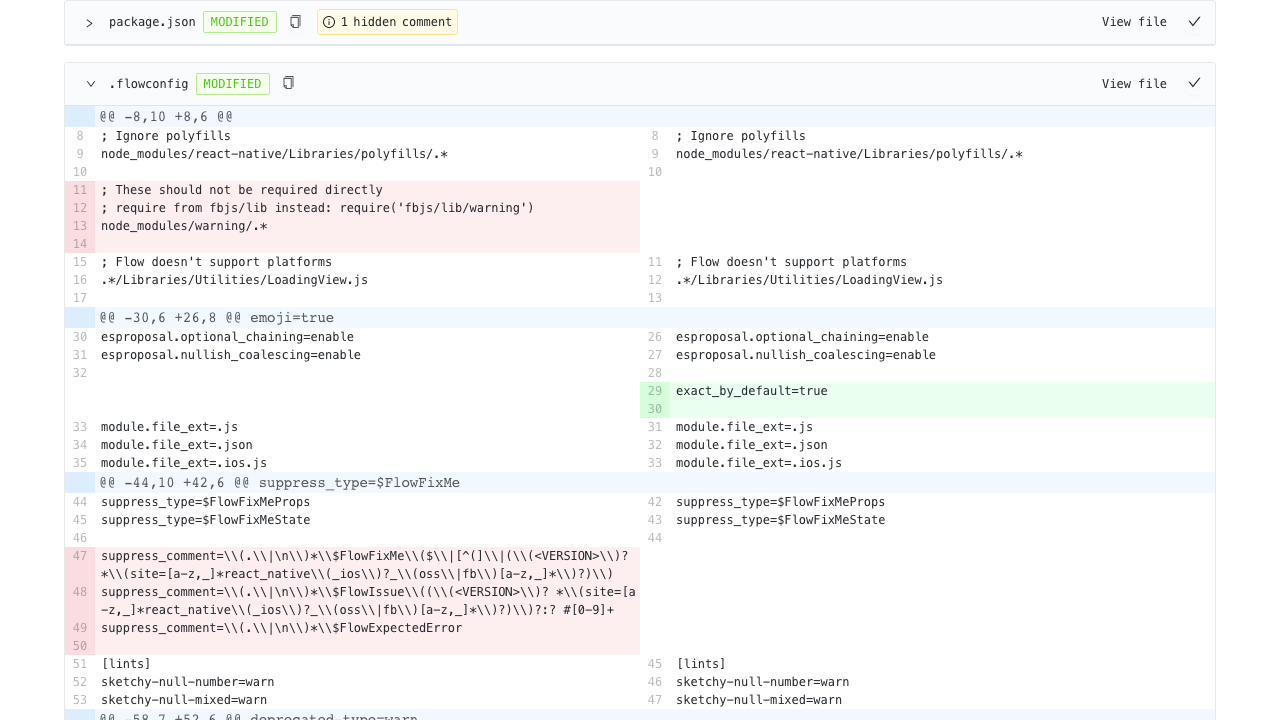 package.json MODIFIED 1 hidden comment View file
.flowconfig MODIFIED View file
@@ -8,10 +8,6 @@
8 ; Ignore polyfills 8 ; Ignore polyfills
9 node_modules/react-native/Libraries/polyfills/.* 9 node_modules/react-native/Libraries/polyfills/.*
10 10
11 ; These should not be required directly
12 ; require from fbjs/lib instead: require('fbjs/lib/warning')
13 node_modules/warning/.*
14
15 ; Flow doesn't support platforms 11 ; Flow doesn't support platforms
16 .*/Libraries/Utilities/LoadingView.js 12 .*/Libraries/Utilities/LoadingView.js
17 13
@@ -30,6 +26,8 @@ emoji=true
30 esproposal.optional_chaining=enable 26 esproposal.optional_chaining=enable
31 esproposal.nullish_coalescing=enable 27 esproposal.nullish_coalescing=enable
32 28
29 exact_by_default=true
30
33 module.file_ext=.js 31 module.file_ext=.js
34 module.file_ext=.json 32 module.file_ext=.json
35 module.file_ext=.ios.js 33 module.file_ext=.ios.js
@@ -44,10 +42,6 @@ suppress_type=$FlowFixMe
44 suppress_type=$FlowFixMeProps 42 suppress_type=$FlowFixMeProps
45 suppress_type=$FlowFixMeState 43 suppress_type=$FlowFixMeState
46 44
47 suppress_comment=\\(.\\|\n\\)*\\$FlowFixMe\\($\\|[^(]\\|(\\(<VERSION>\\)?
*\\(site=[a-z,_]*react_native\\(_ios\\)?_\\(oss\\|fb\\)[a-z,_]*\\)?)\\)
48 suppress_comment=\\(.\\|\n\\)*\\$FlowIssue\\((\\(<VERSION>\\)? *\\(site=[a
-z,_]*react_native\\(_ios\\)?_\\(oss\\|fb\\)[a-z,_]*\\)?)\\)?:? #[0-9]+
49 suppress_comment=\\(.\\|\n\\)*\\$FlowExpectedError
50
51 [lints] 45 [lints]
52 sketchy-null-number=warn 46 sketchy-null-number=warn
53 sketchy-null-mixed=warn 47 sketchy-null-mixed=warn
@@ -58,7 +52,6 @@ deprecated-type=warn